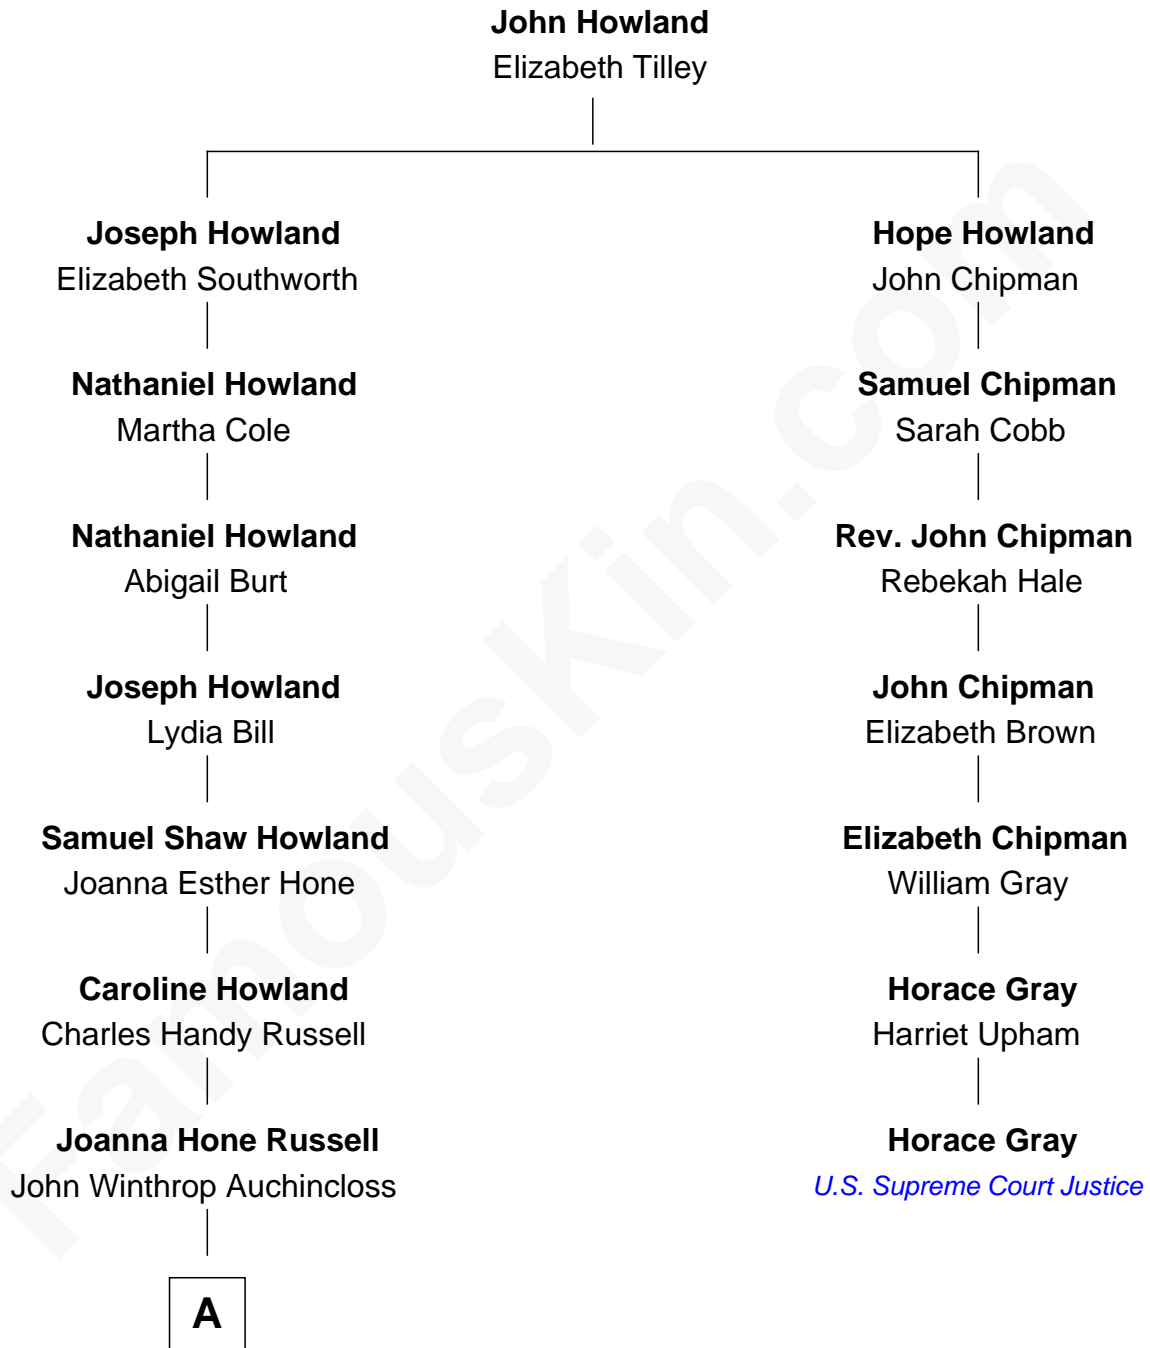 John Howland
Elizabeth Tilley
Joseph Howland
Elizabeth Southworth
Nathaniel Howland
Martha Cole
Nathaniel Howland
Abigail Burt
Joseph Howland
Lydia Bill
Samuel Shaw Howland
Joanna Esther Hone
Caroline Howland
Charles Handy Russell
Joanna Hone Russell
John Winthrop Auchincloss
A
Hope Howland
John Chipman
Samuel Chipman
Sarah Cobb
Rev. John Chipman
Rebekah Hale
John Chipman
Elizabeth Brown
Elizabeth Chipman
William Gray
Horace Gray
Harriet Upham
Horace Gray
U.S. Supreme Court Justice
FamousKin.com